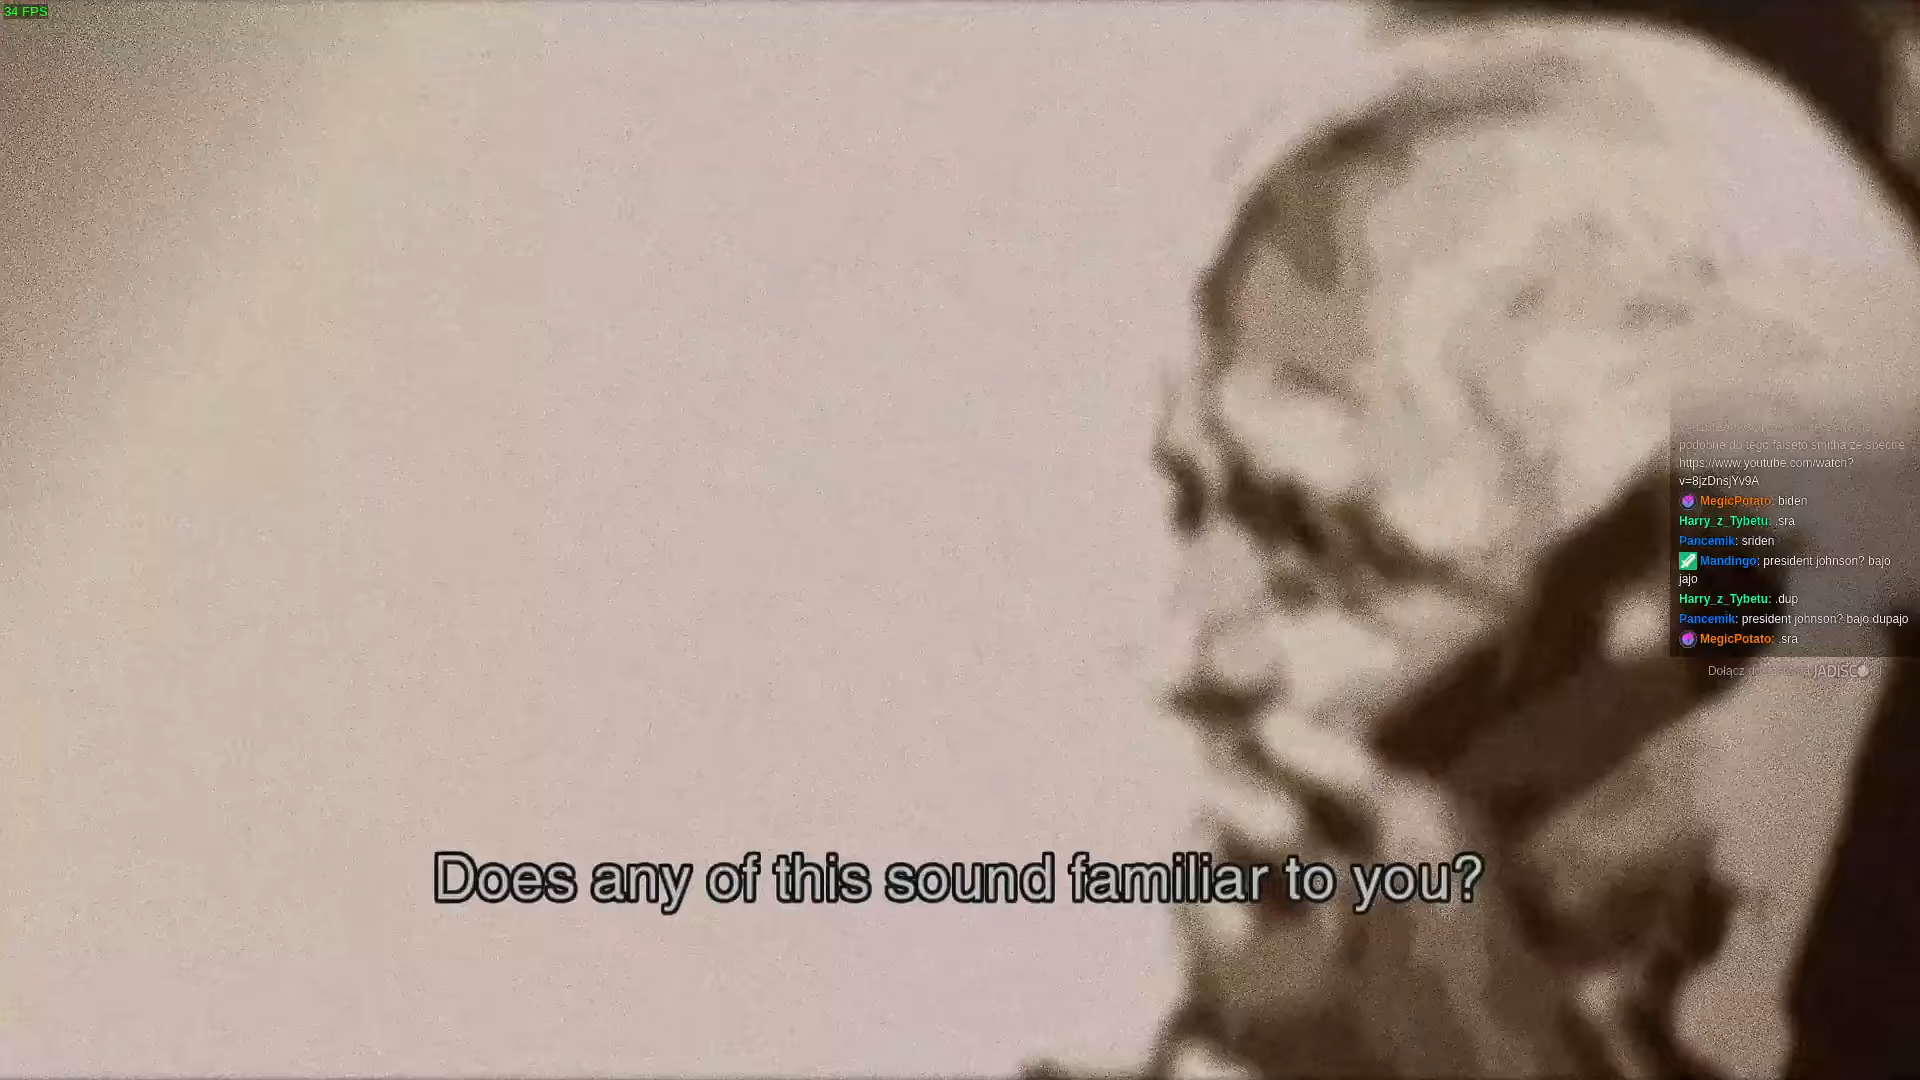 34 FPS
podobne do tego falseto smitha ze spectre
https://www.youtube.com/watch?
v=8jzDnsjYv9A
MegicPotato: biden
Harry_z_Tybetu: .sra
Pancemik: sriden
Mandingo: president johnson? bajo
jajo
Harry_z_Tybetu: .dup
Pancemik: president johnson? bajo dupajo
MegicPotato: .sra
Dołącz
JADISCO
Does any of this sound familiar to you?